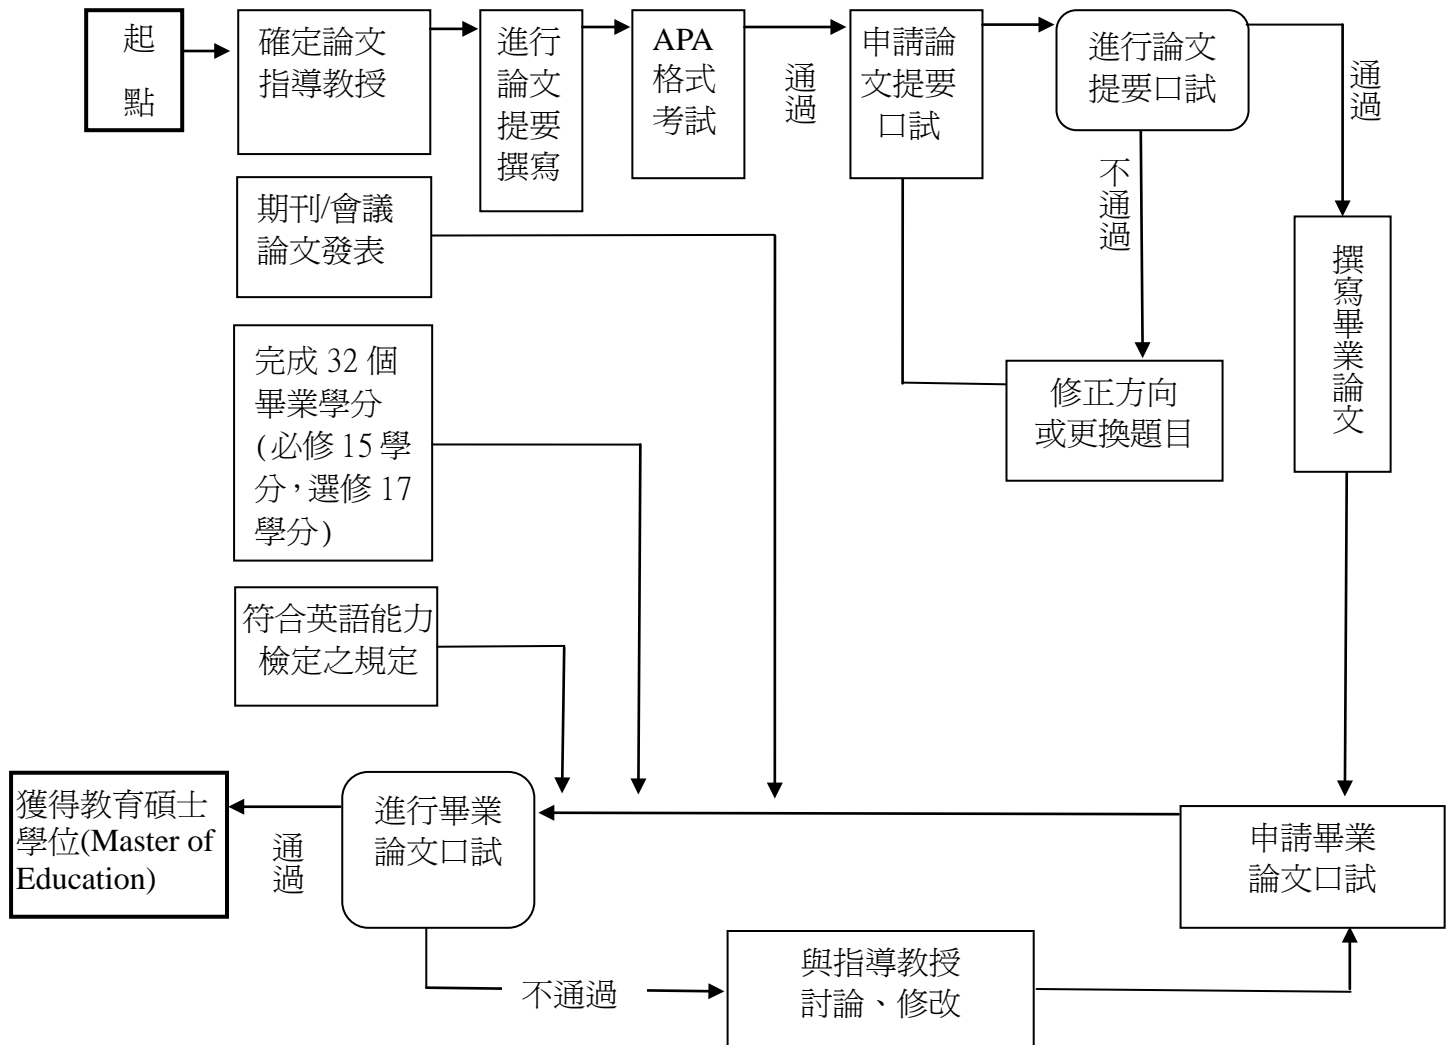 起
點
確定論文
指導教授
進行
論文
提要
撰寫
APA
格式
考試
通過
申請論
文提要
口試
進行論文
提要口試
通過
不通過
期刊/會議
論文發表
撰寫畢業論文
完成 32 個
畢業學分
(必修 15 學
分，選修 17
學分)
修正方向
或更換題目
符合英語能力
檢定之規定
獲得教育碩士
學位(Master of
Education)
通過
進行畢業
論文口試
申請畢業
論文口試
不通過
與指導教授
討論、修改